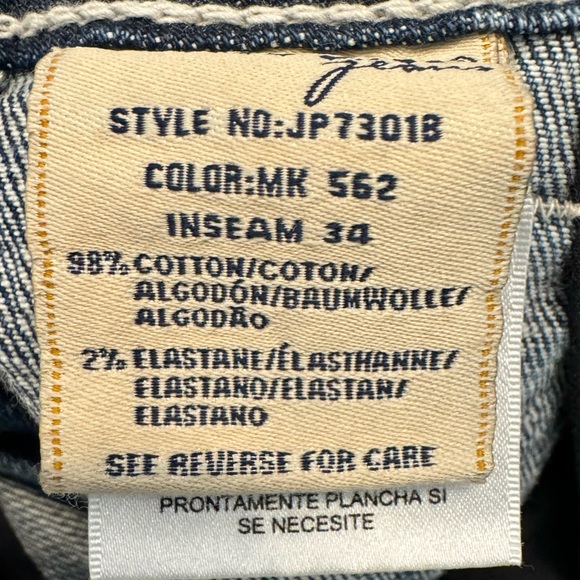 jeans
STYLE NO:JP7301B
COLOR:MK 562
INSEAM 34
98% COTTON/COTON/
ALGODÓN/BAUMWOLLE/
ALGODÃO
2% ELASTANE/ÉLASTHANNE/
ELASTANO/ELASTAN/
ELASTANO
SEE REVERSE FOR CARE
PRONTAMENTE PLANCHA SI
SE NECESITE